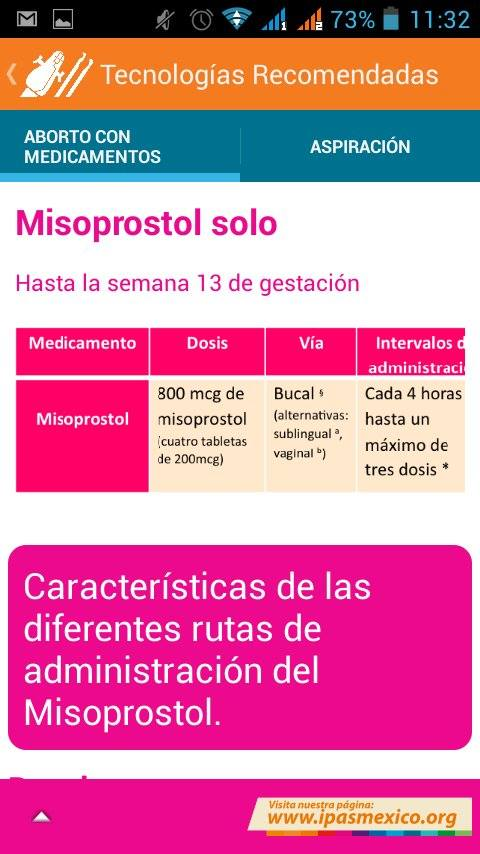 73% 11:32
Tecnologías Recomendadas
ABORTO CON
MEDICAMENTOS
ASPIRACIÓN
Misoprostol solo
Hasta la semana 13 de gestación
Medicamento
Dosis
Vía
Intervalos d
administraci
Misoprostol
800 mcg de
misoprostol
(cuatro tabletas
de 200mcg)
Bucal §
(alternativas:
sublingual ª,
vaginal ᵇ)
Cada 4 horas
hasta un
máximo de
tres dosis *
Características de las
diferentes rutas de
administración del
Misoprostol.
Visita nuestra página:
www.ipasmexico.org